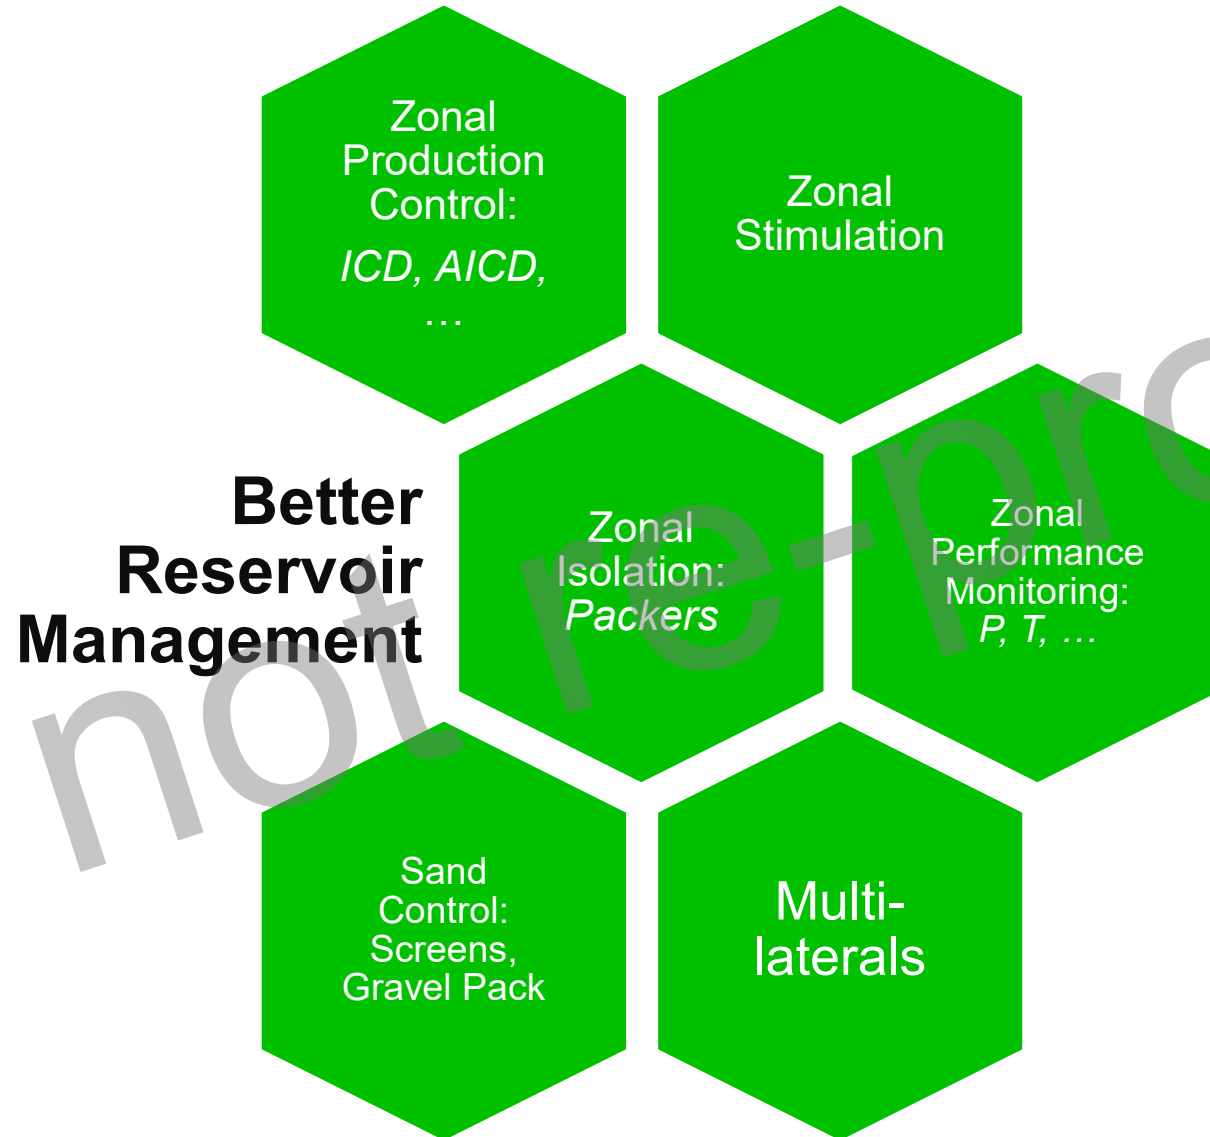 Zonal
Production
Control:
ICD, AICD,
…
Zonal
Stimulation
Better
Reservoir
Management
Zonal
Isolation:
Packers
Zonal
Performance
Monitoring:
P, T, …
Sand
Control:
Screens,
Gravel Pack
Multi-
laterals
not re-pro